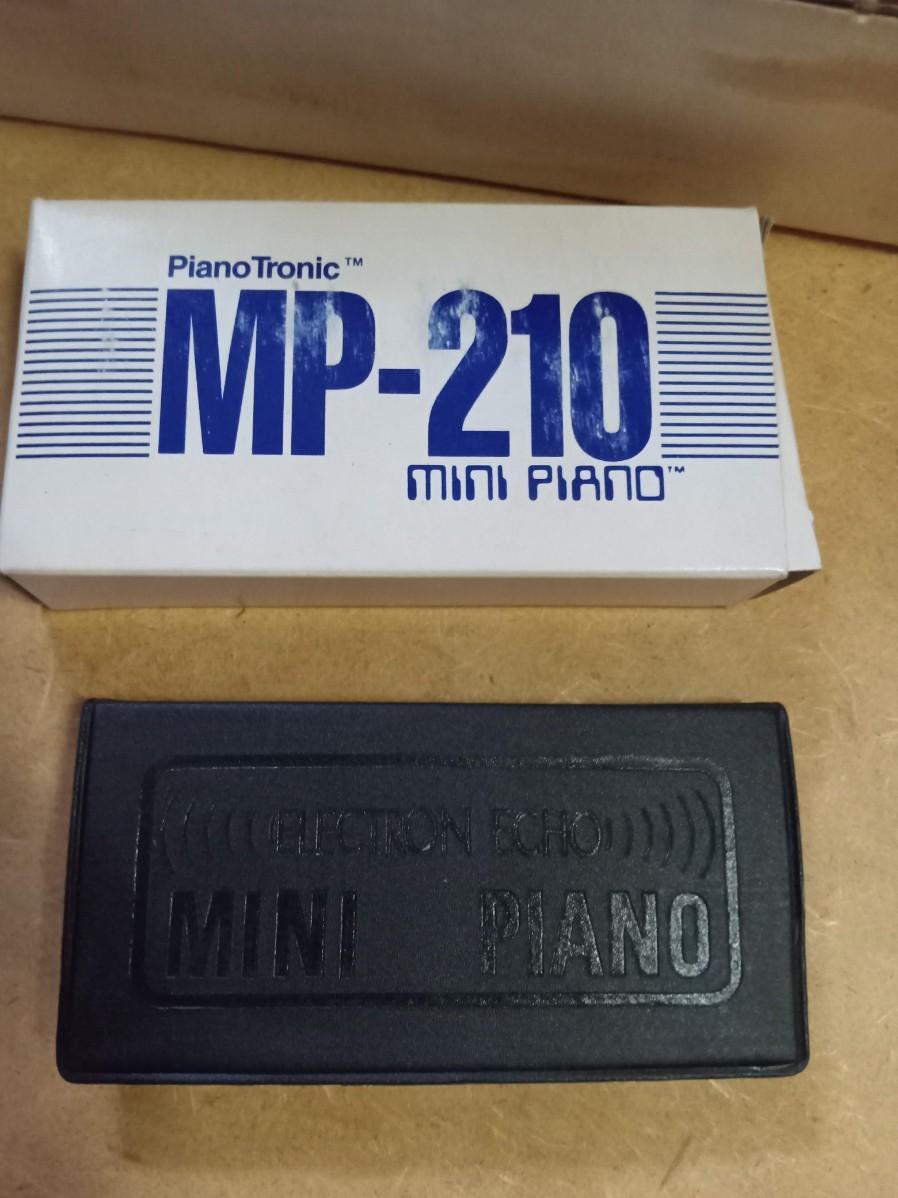 PianoTronic™
MP-210
MINI PIANO™
ELECTRON ECHO
MINI PIANO